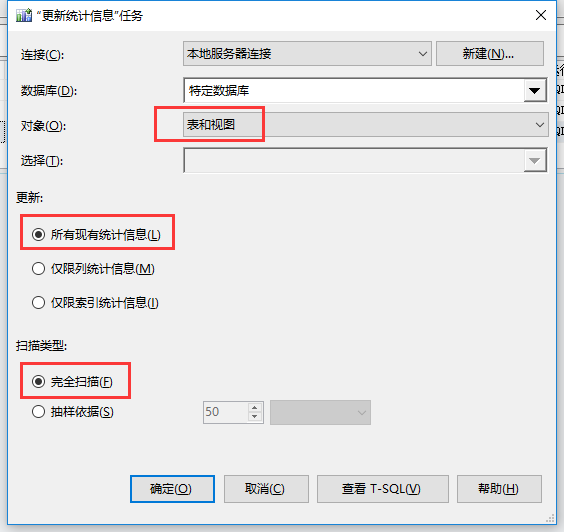 “更新统计信息”任务
连接(C): 本地服务器连接 新建(N)...
数据库(D): 特定数据库
对象(O): 表和视图
选择(T):
更新:
所有现有统计信息(L)
仅限列统计信息(M)
仅限索引统计信息(I)
扫描类型:
完全扫描(F)
抽样依据(S) 50
确定(O) 取消(C) 查看 T-SQL(V) 帮助(H)